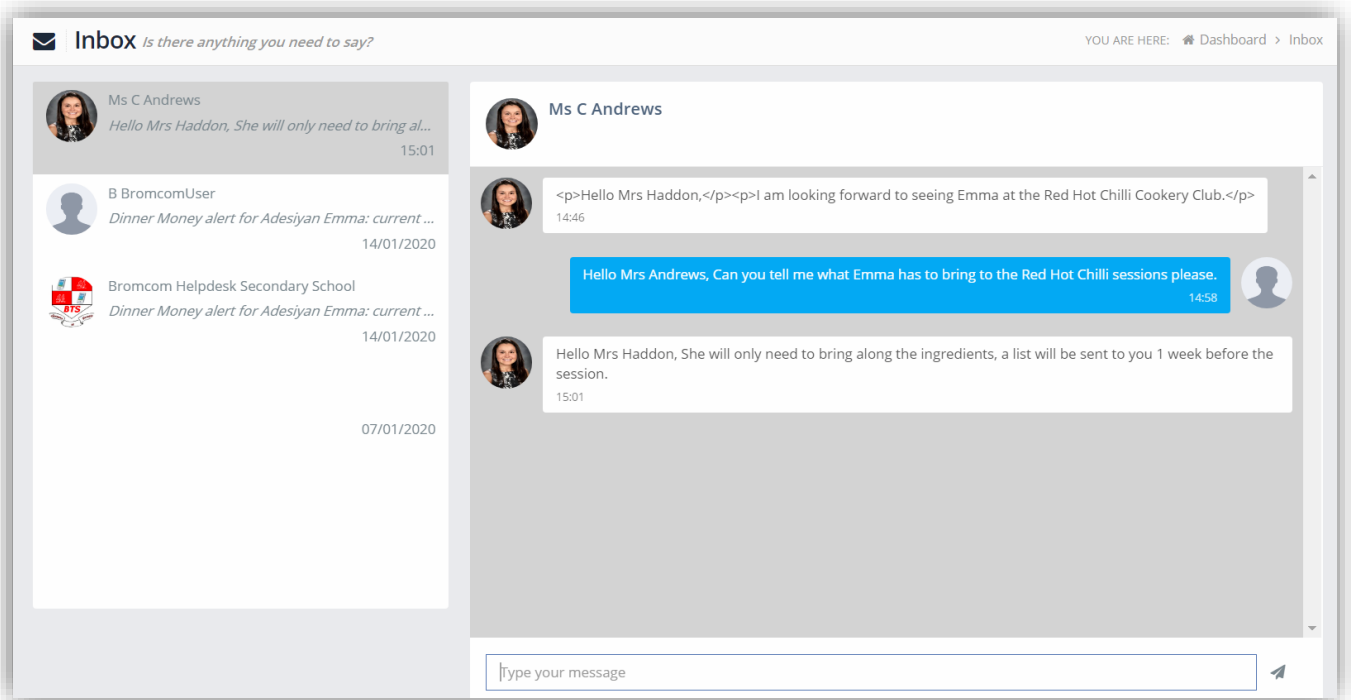 Inbox Is there anything you need to say?
YOU ARE HERE: Dashboard > Inbox
Ms C Andrews
Hello Mrs Haddon, She will only need to bring al...
15:01
B BromcomUser
Dinner Money alert for Adesiyan Emma: current ...
14/01/2020
BTS
Bromcom Helpdesk Secondary School
Dinner Money alert for Adesiyan Emma: current ...
14/01/2020
07/01/2020
Ms C Andrews
<p>Hello Mrs Haddon,</p><p>I am looking forward to seeing Emma at the Red Hot Chilli Cookery Club.</p>
14:46
Hello Mrs Andrews, Can you tell me what Emma has to bring to the Red Hot Chilli sessions please.
14:58
Hello Mrs Haddon, She will only need to bring along the ingredients, a list will be sent to you 1 week before the
session.
15:01
Type your message